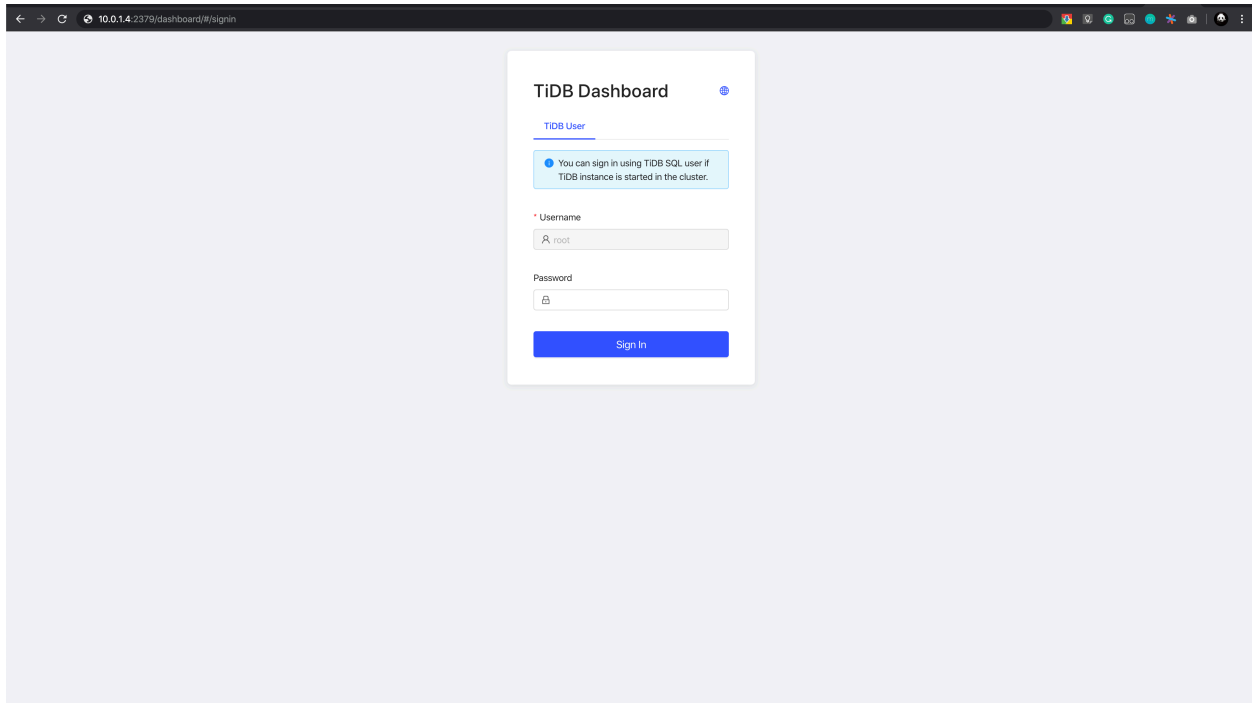 10.0.1.4:2379/dashboard/#/signin
TiDB Dashboard
TiDB User
You can sign in using TiDB SQL user if
TiDB instance is started in the cluster.
* Username
root
Password
Sign In